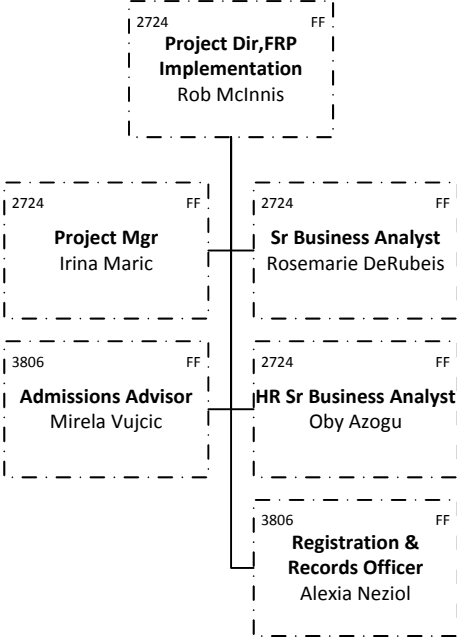 2724 FF
Project Dir,FRP
Implementation
Rob McInnis
2724 FF
Project Mgr
Irina Maric
2724 FF
Sr Business Analyst
Rosemarie DeRubeis
3806 FF
Admissions Advisor
Mirela Vujcic
2724 FF
HR Sr Business Analyst
Oby Azogu
3806 FF
Registration &
Records Officer
Alexia Neziol